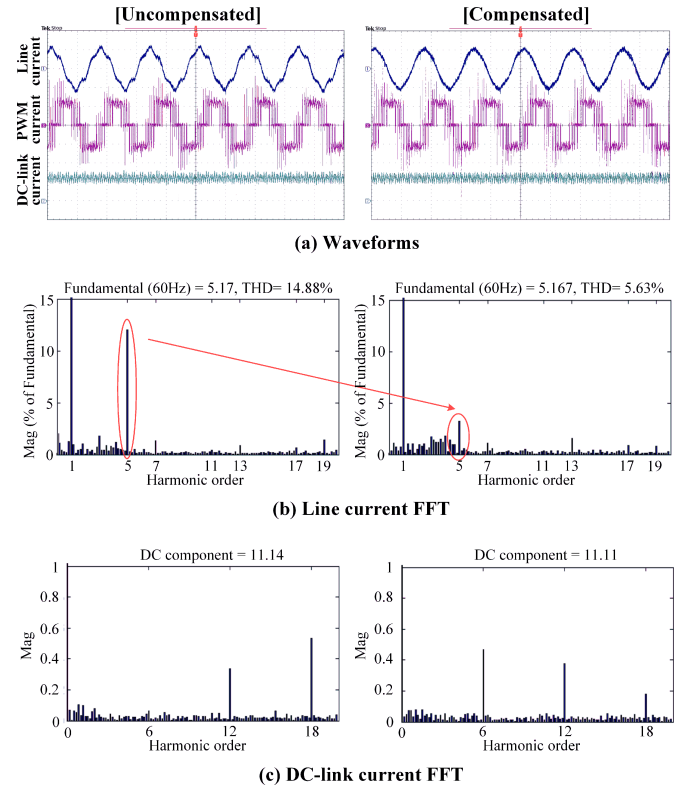 [Uncompensated] [Compensated]
Tek Stop
Tek Stop
Line current
PWM current
DC-link current
(a) Waveforms
Fundamental (60Hz) = 5.17, THD= 14.88%
Mag (% of Fundamental)
15
10
5
0
1 5 7 11 13 17 19
Harmonic order
Fundamental (60Hz) = 5.167, THD= 5.63%
Mag (% of Fundamental)
15
10
5
0
1 5 7 11 13 17 19
Harmonic order
(b) Line current FFT
DC component = 11.14
Mag
1
0.8
0.6
0.4
0.2
0
0 6 12 18
Harmonic order
DC component = 11.11
Mag
1
0.8
0.6
0.4
0.2
0
0 6 12 18
Harmonic order
(c) DC-link current FFT